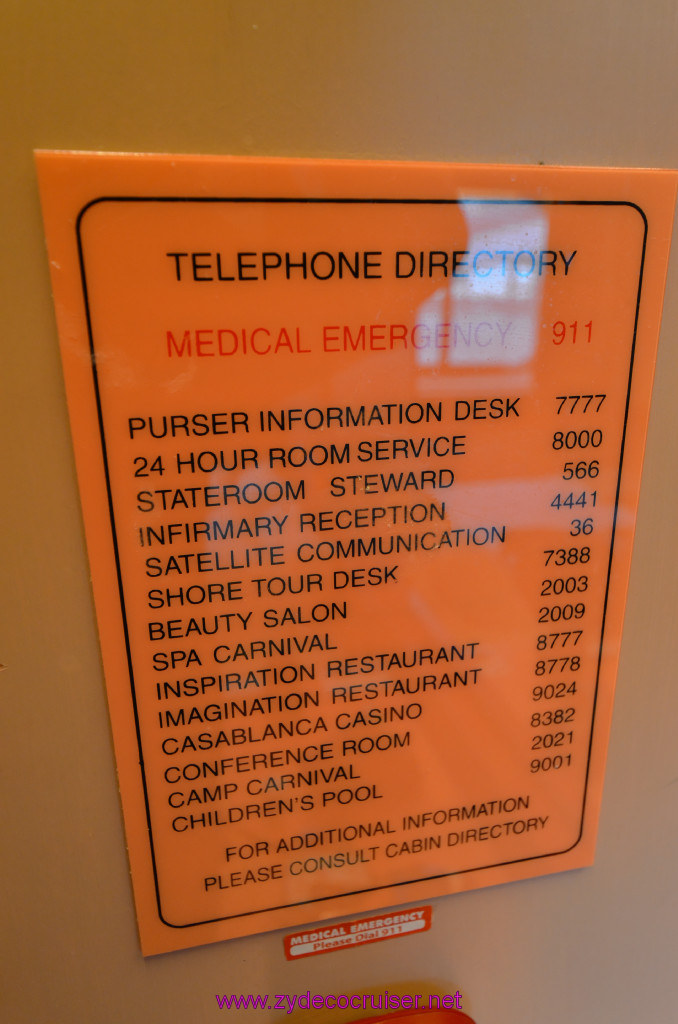 TELEPHONE DIRECTORY
MEDICAL EMERGENCY 911
PURSER INFORMATION DESK 7777
24 HOUR ROOM SERVICE 8000
STATEROOM STEWARD 566
INFIRMARY RECEPTION 4441
SATELLITE COMMUNICATION 36
SHORE TOUR DESK 7388
BEAUTY SALON 2003
SPA CARNIVAL 2009
INSPIRATION RESTAURANT 8777
IMAGINATION RESTAURANT 8778
CASABLANCA CASINO 9024
CONFERENCE ROOM 8382
CAMP CARNIVAL 2021
CHILDREN'S POOL 9001
FOR ADDITIONAL INFORMATION
PLEASE CONSULT CABIN DIRECTORY
MEDICAL EMERGENCY
Please Dial 911
www.zydecocruiser.net